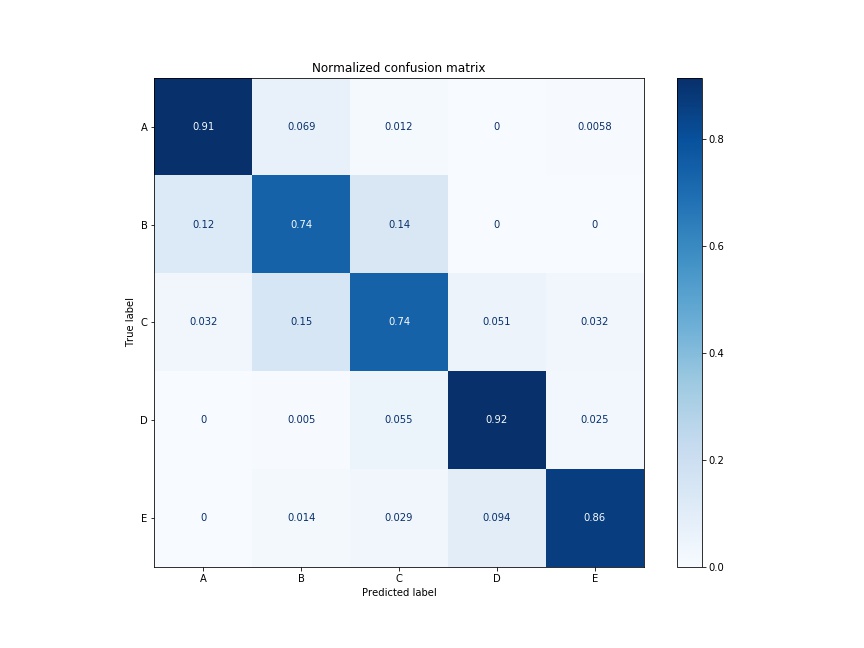 Normalized confusion matrix
True label
A 0.91 0.069 0.012 0 0.0058
B 0.12 0.74 0.14 0 0
C 0.032 0.15 0.74 0.051 0.032
D 0 0.005 0.055 0.92 0.025
E 0 0.014 0.029 0.094 0.86
A B C D E
Predicted label
0.8
0.6
0.4
0.2
0.0